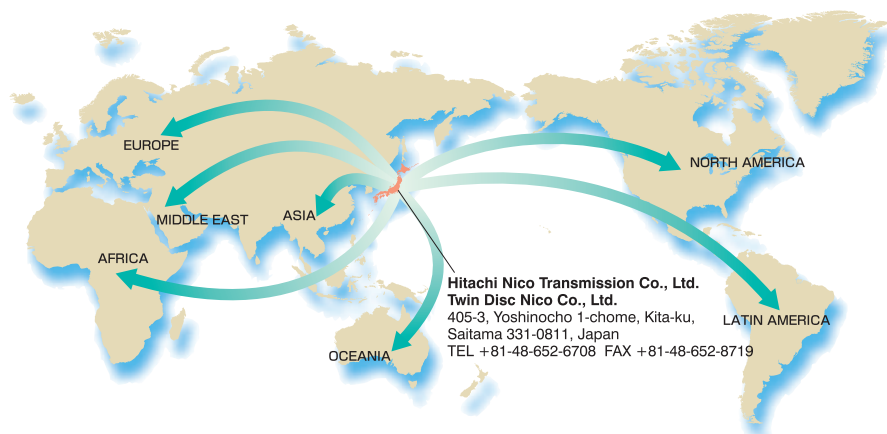 EUROPE
NORTH AMERICA
MIDDLE EAST
ASIA
AFRICA
Hitachi Nico Transmission Co., Ltd.
Twin Disc Nico Co., Ltd.
405-3, Yoshinocho 1-chome, Kita-ku,
Saitama 331-0811, Japan
TEL +81-48-652-6708 FAX +81-48-652-8719
LATIN AMERICA
OCEANIA